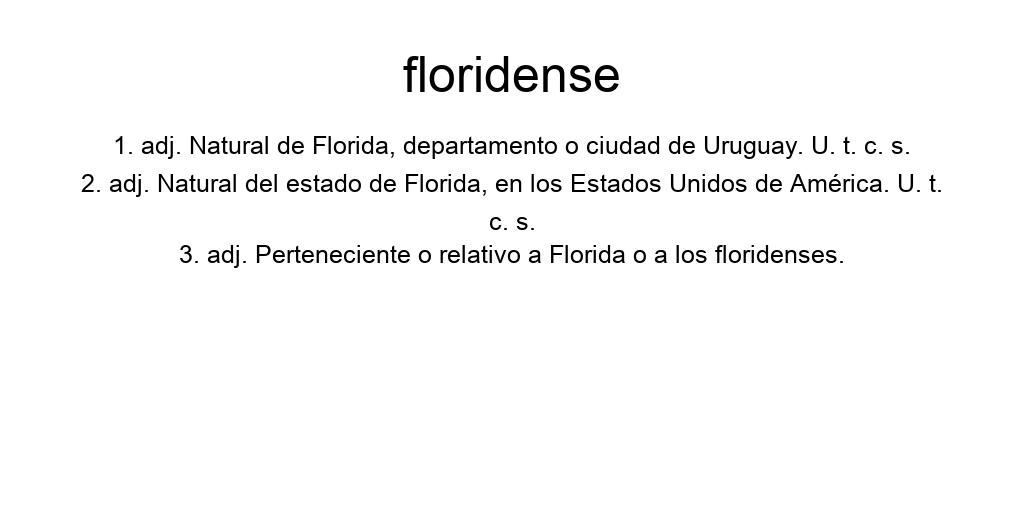 floridense
1. adj. Natural de Florida, departamento o ciudad de Uruguay. U. t. c. s.
2. adj. Natural del estado de Florida, en los Estados Unidos de América. U. t.
c. s.
3. adj. Perteneciente o relativo a Florida o a los floridenses.